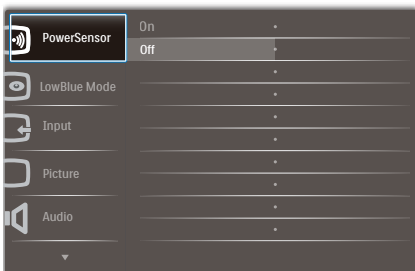 PowerSensor
On
Off
LowBlue Mode
Input
Picture
Audio